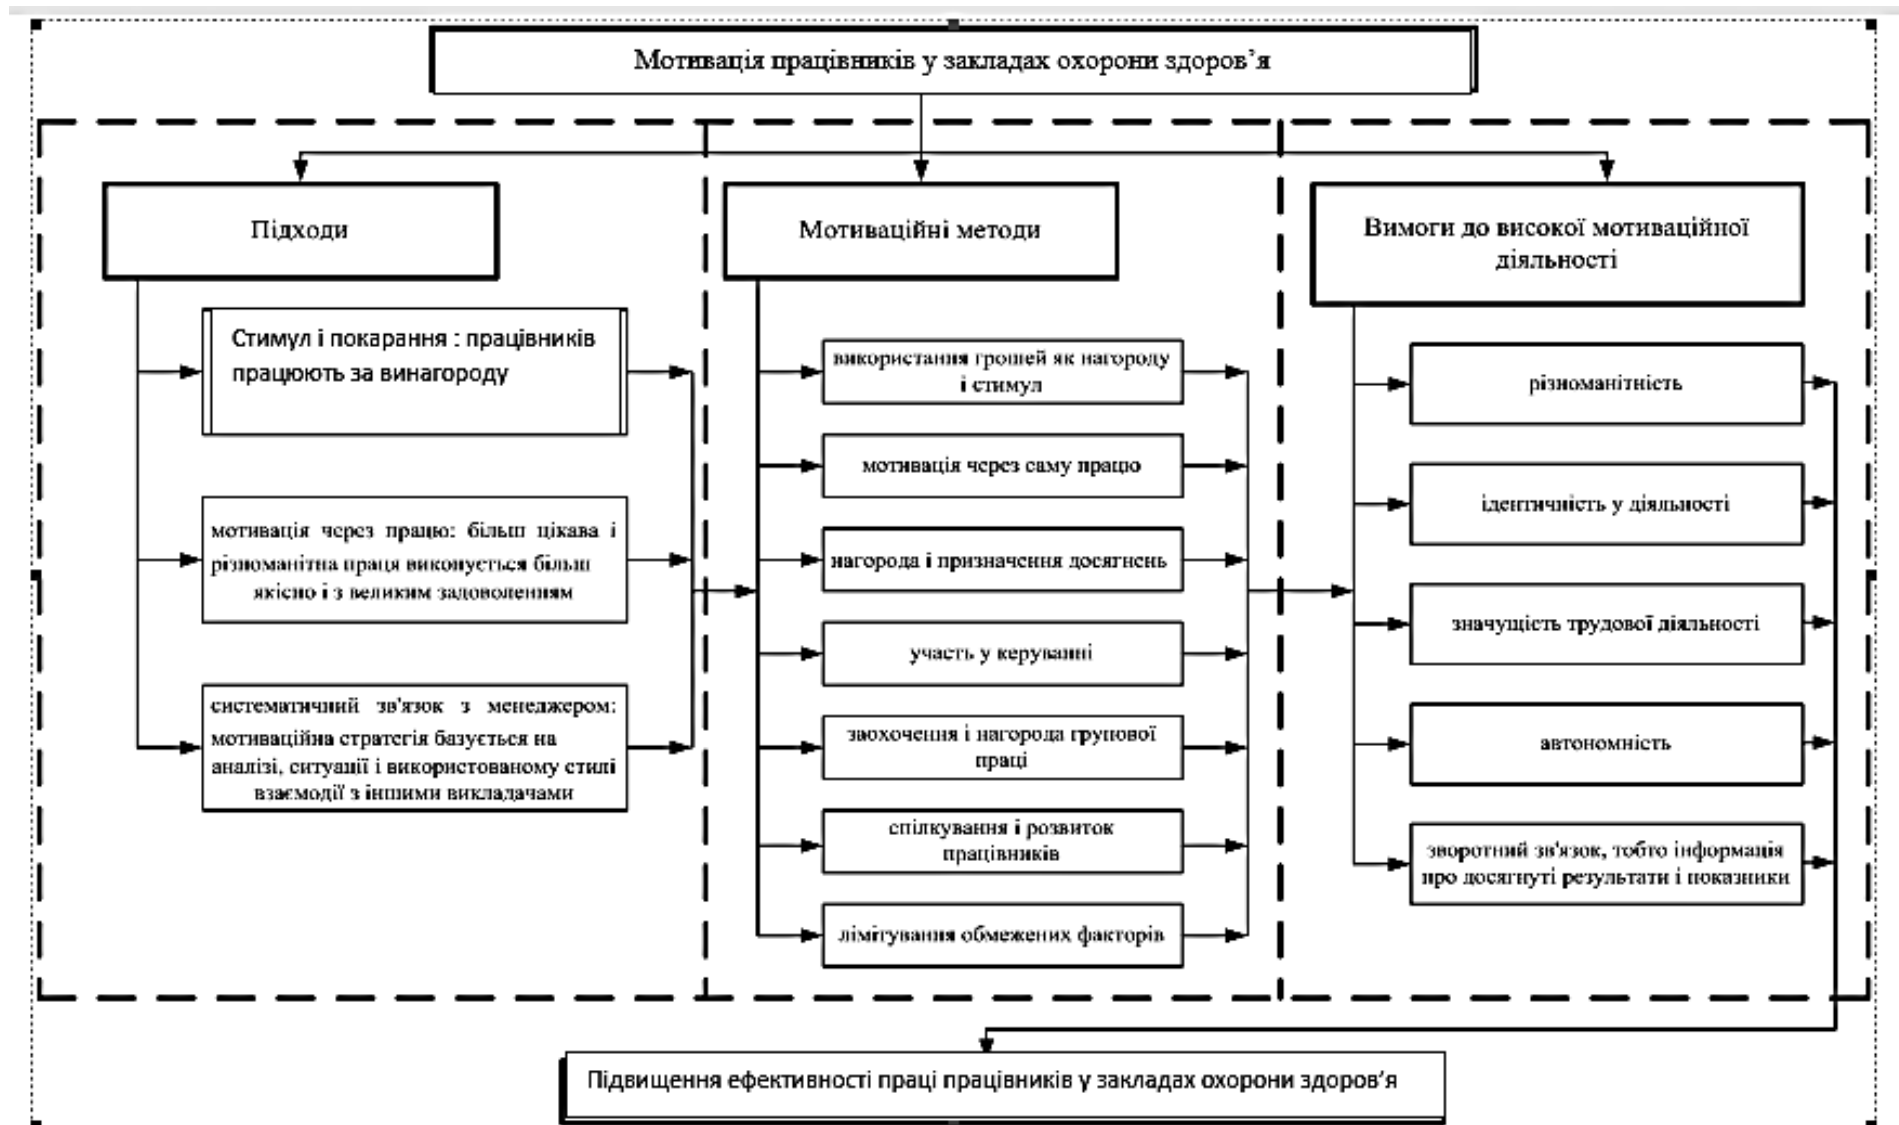 Мотивація працівників у закладах охорони здоров’я
Підходи
Стимул і покарання : працівників
працюють за винагороду
мотивація через працю: більш цікава і
різноманітна праця виконується більш
якісно і з великим задоволенням
систематичний зв'язок з менеджером:
мотиваційна стратегія базується на
аналізі, ситуації і використованому стилі
взаємодії з іншими викладачами
Мотиваційні методи
використання грошей як нагороду
і стимул
мотивація через саму працю
нагорода і призначення досягнень
участь у керуванні
заохочення і нагорода групової
праці
спілкування і розвиток
працівників
лімітування обмежених факторів
Вимоги до високої мотиваційної
діяльності
різноманітність
ідентичність у діяльності
значущість трудової діяльності
автономність
зворотний зв'язок, тобто інформація
про досягнуті результати і показники
Підвищення ефективності праці працівників у закладах охорони здоров’я